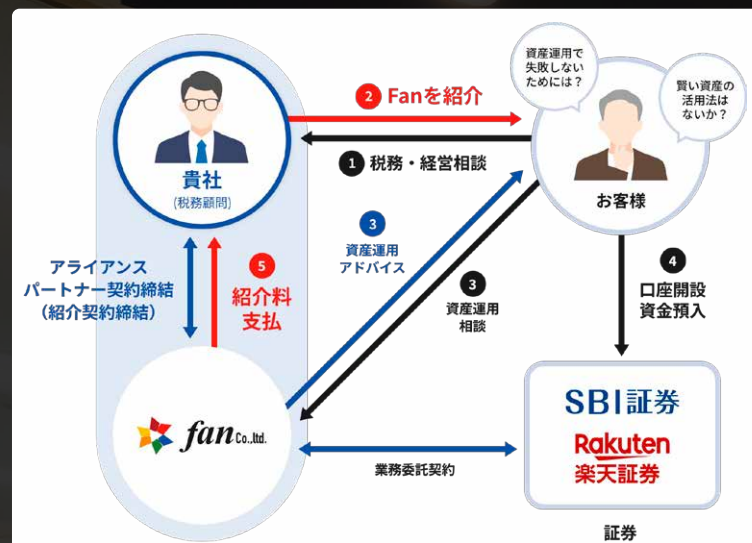 資産運用で
失敗しない
ためには？
賢い資産の
活用法は
ないか？
2 Fanを紹介
1 税務・経営相談
貴社
(税務顧問)
お客様
3
資産運用
アドバイス
3
資産運用
相談
4
口座開設
資金預入
アライアンス
パートナー契約締結
（紹介契約締結）
5
紹介料
支払
fan Co.,ltd.
業務委託契約
SBI証券
Rakuten
楽天証券
証券